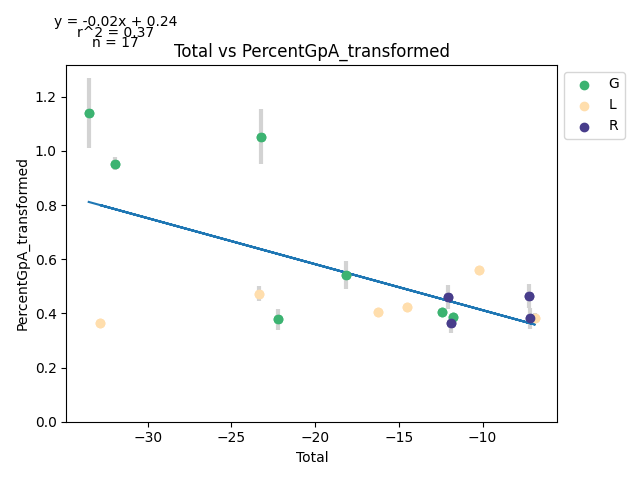 y = -0.02x + 0.24
r^2 = 0.37
n = 17
Total vs PercentGpA_transformed
G
L
R
PercentGpA_transformed
1.2
1.0
0.8
0.6
0.4
0.2
0.0
−30
−25
−20
−15
−10
Total